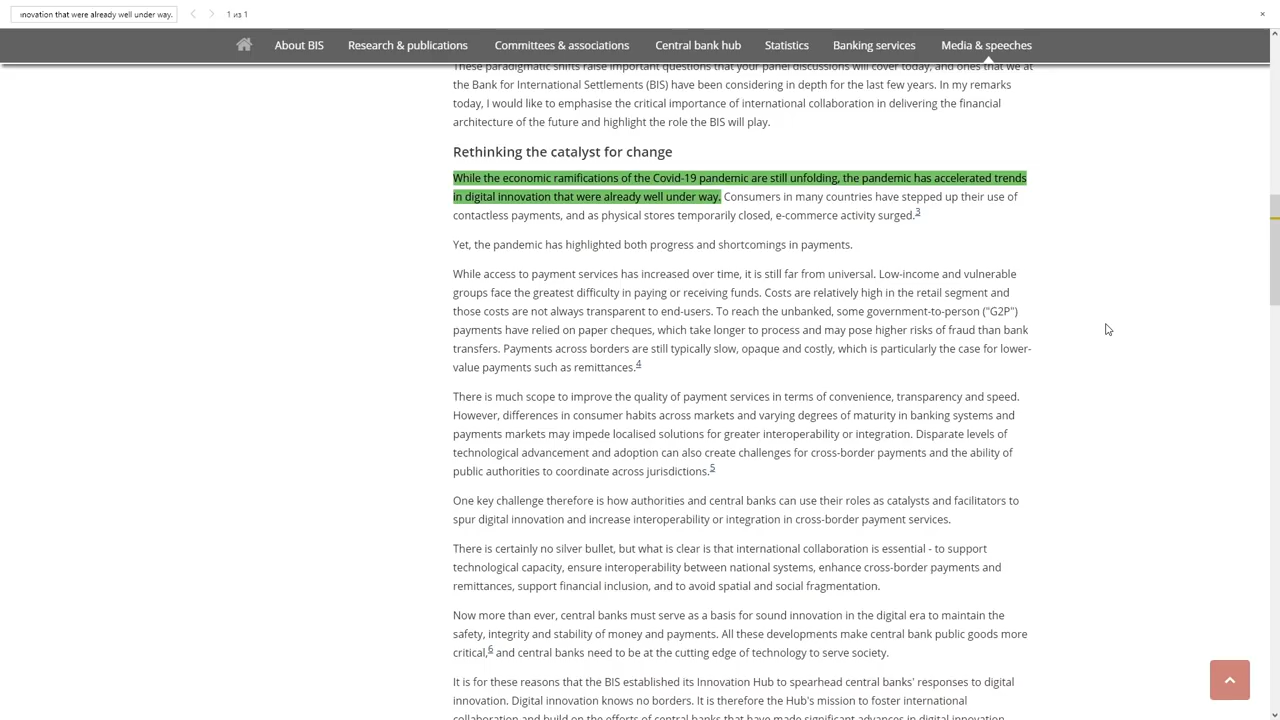 innovation that were already well under way.
1 из 1
About BIS
Research & publications
Committees & associations
Central bank hub
Statistics
Banking services
Media & speeches
These paradigmatic shifts raise important questions that your panel discussions will cover today, and ones that we at
the Bank for International Settlements (BIS) have been considering in depth for the last few years. In my remarks
today, I would like to emphasise the critical importance of international collaboration in delivering the financial
architecture of the future and highlight the role the BIS will play.
Rethinking the catalyst for change
While the economic ramifications of the Covid-19 pandemic are still unfolding, the pandemic has accelerated trends
in digital innovation that were already well under way. Consumers in many countries have stepped up their use of
contactless payments, and as physical stores temporarily closed, e-commerce activity surged.3
Yet, the pandemic has highlighted both progress and shortcomings in payments.
While access to payment services has increased over time, it is still far from universal. Low-income and vulnerable
groups face the greatest difficulty in paying or receiving funds. Costs are relatively high in the retail segment and
those costs are not always transparent to end-users. To reach the unbanked, some government-to-person ("G2P")
payments have relied on paper cheques, which take longer to process and may pose higher risks of fraud than bank
transfers. Payments across borders are still typically slow, opaque and costly, which is particularly the case for lower-
value payments such as remittances.4
There is much scope to improve the quality of payment services in terms of convenience, transparency and speed.
However, differences in consumer habits across markets and varying degrees of maturity in banking systems and
payments markets may impede localised solutions for greater interoperability or integration. Disparate levels of
technological advancement and adoption can also create challenges for cross-border payments and the ability of
public authorities to coordinate across jurisdictions.5
One key challenge therefore is how authorities and central banks can use their roles as catalysts and facilitators to
spur digital innovation and increase interoperability or integration in cross-border payment services.
There is certainly no silver bullet, but what is clear is that international collaboration is essential - to support
technological capacity, ensure interoperability between national systems, enhance cross-border payments and
remittances, support financial inclusion, and to avoid spatial and social fragmentation.
Now more than ever, central banks must serve as a basis for sound innovation in the digital era to maintain the
safety, integrity and stability of money and payments. All these developments make central bank public goods more
critical,6 and central banks need to be at the cutting edge of technology to serve society.
It is for these reasons that the BIS established its Innovation Hub to spearhead central banks' responses to digital
innovation. Digital innovation knows no borders. It is therefore the Hub's mission to foster international
collaboration and build on the efforts of central banks that have made significant advances in digital innovation